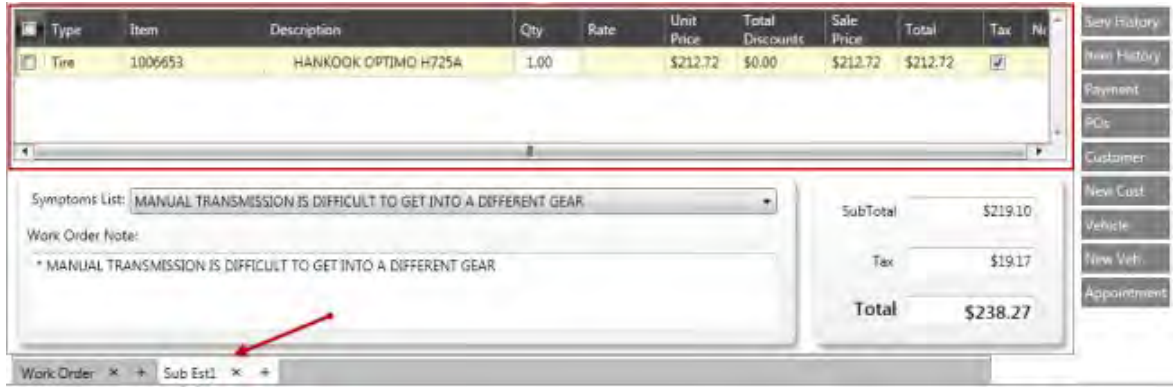 Type Item Description Qty Rate Unit Price Total Discounts Sale Price Total Tax
Tire 1006653 HANKOOK OPTIMO H725A 1.00 $212.72 $0.00 $212.72 $212.72
Serv History
Item History
Payment
POs
Customer
New Cust
Vehicle
New Veh
Appointment
Symptoms List: MANUAL TRANSMISSION IS DIFFICULT TO GET INTO A DIFFERENT GEAR
Work Order Note:
* MANUAL TRANSMISSION IS DIFFICULT TO GET INTO A DIFFERENT GEAR
SubTotal $219.10
Tax $19.17
Total $238.27
Work Order × + Sub Est1 × +